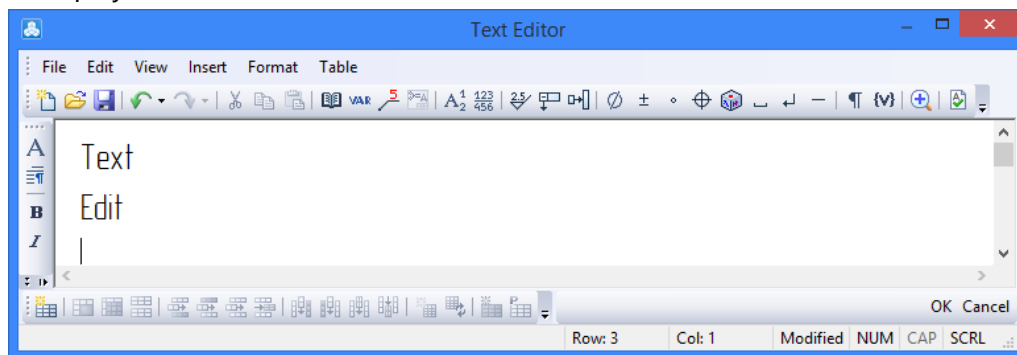 Text Editor
File Edit View Insert Format Table
VAR
Text
Edit
B
I
OK Cancel
Row: 3 Col: 1 Modified NUM CAP SCRL